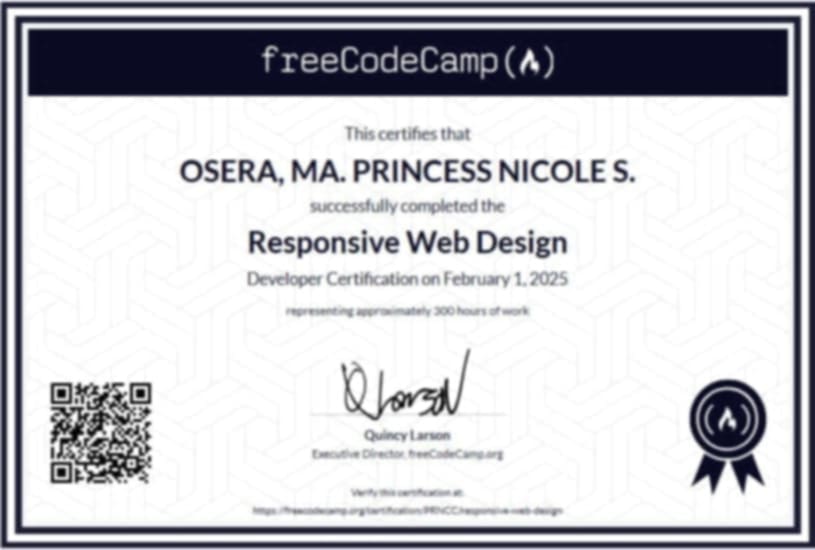 freeCodeCamp(🔥)
This certifies that
OSERA, MA. PRINCESS NICOLE S.
successfully completed the
Responsive Web Design
Developer Certification on February 1, 2025
representing approximately 300 hours of work
Quincy Larson
Executive Director, freeCodeCamp.org
Verify this certification at:
https://freecodecamp.org/certification/PRNCC/responsive-web-design